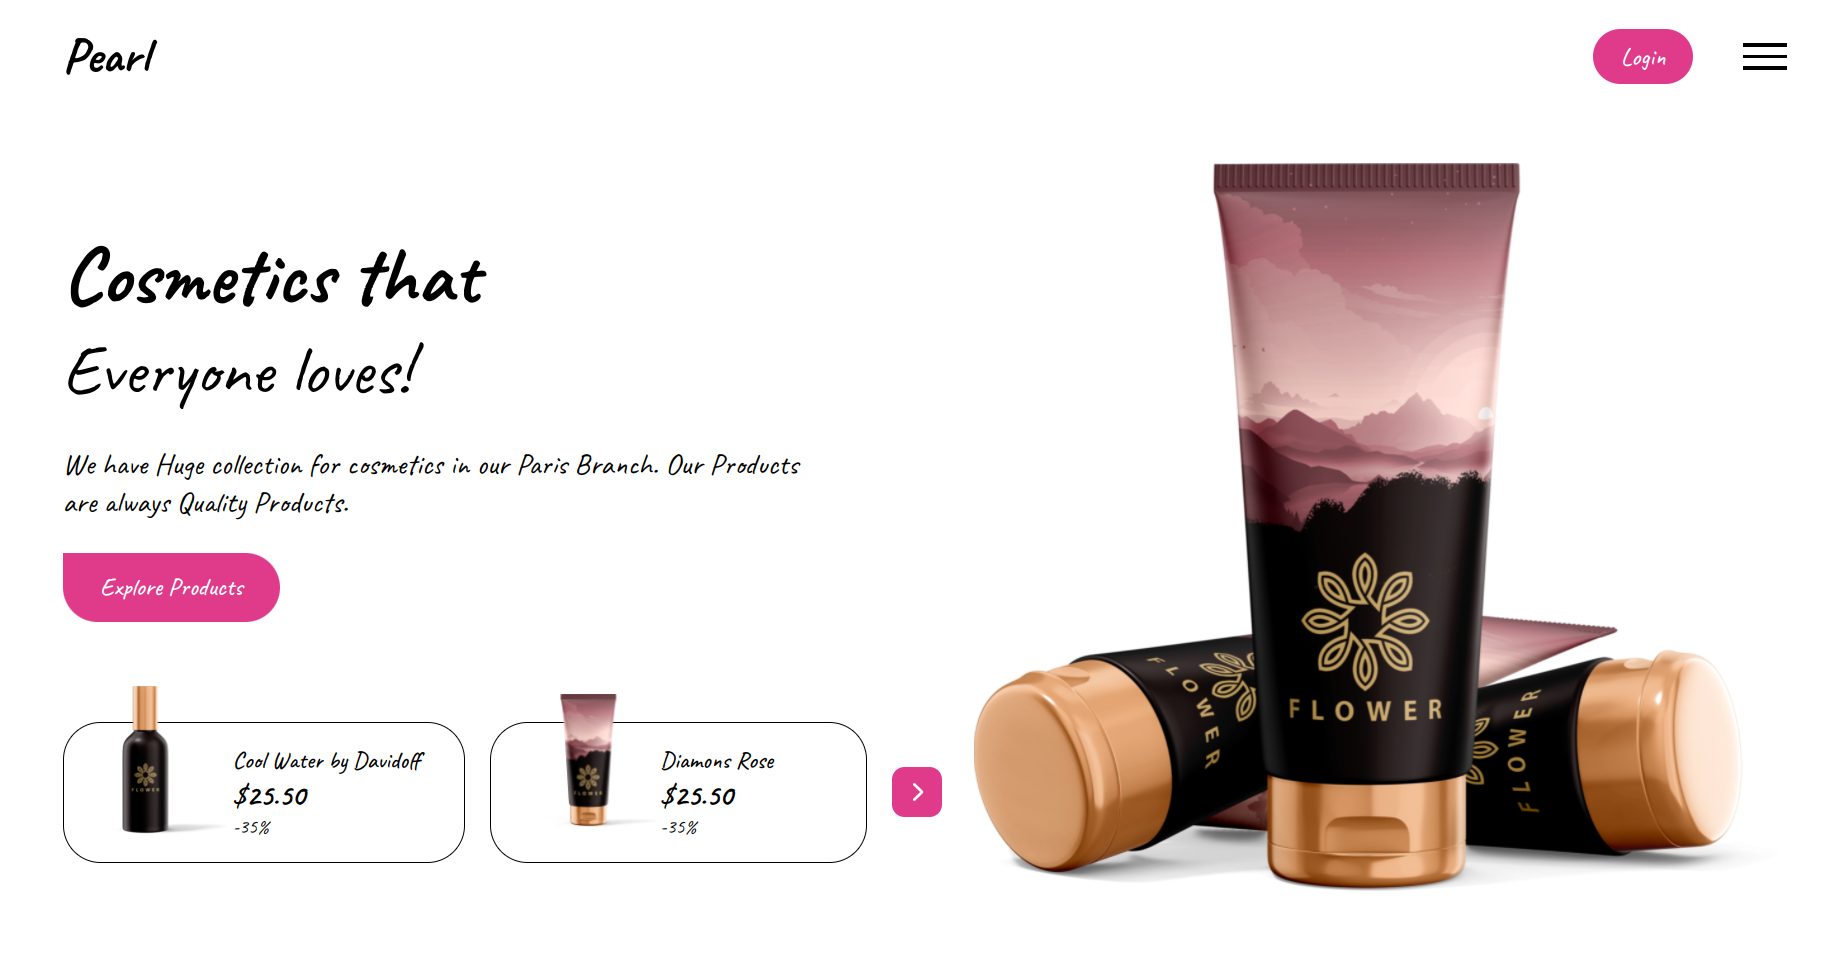 Pearl
Login
Cosmetics that
Everyone loves!
We have Huge collection for cosmetics in our Paris Branch. Our Products
are always Quality Products.
Explore Products
Cool Water by Davidoff
$25.50
-35%
FLOWER
Diamons Rose
$25.50
-35%
FLOWER
FLOWER
FLOWER
FLOWER